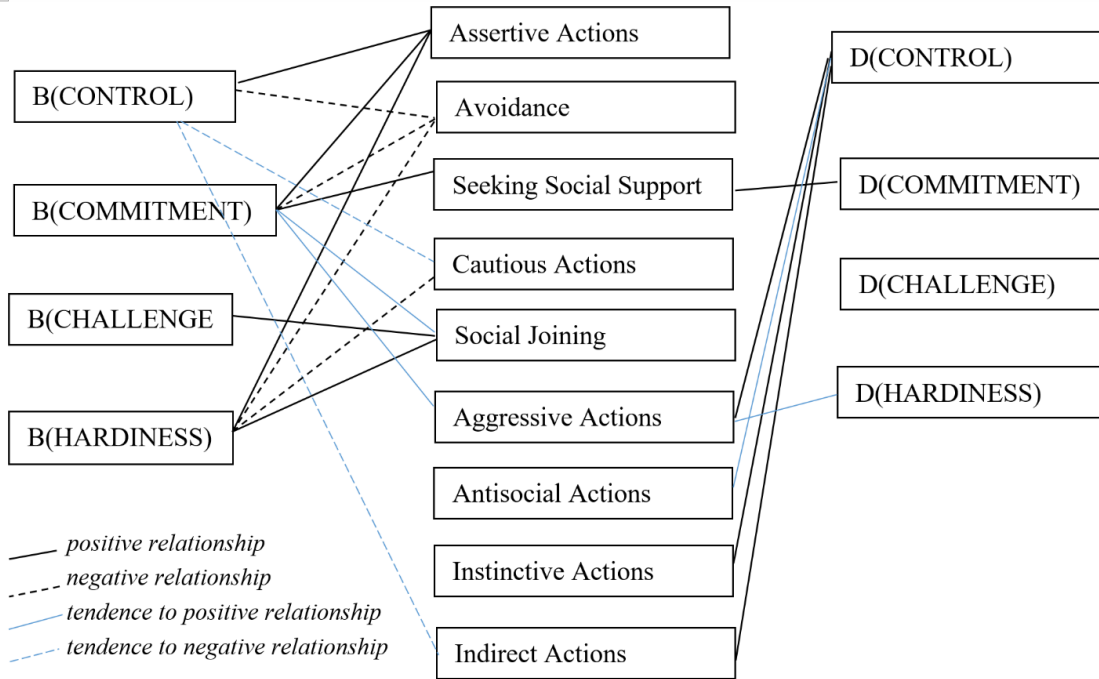 B(CONTROL)
B(COMMITMENT)
B(CHALLENGE
B(HARDINESS)
Assertive Actions
Avoidance
Seeking Social Support
Cautious Actions
Social Joining
Aggressive Actions
Antisocial Actions
Instinctive Actions
Indirect Actions
D(CONTROL)
D(COMMITMENT)
D(CHALLENGE)
D(HARDINESS)
positive relationship
negative relationship
tendence to positive relationship
tendence to negative relationship